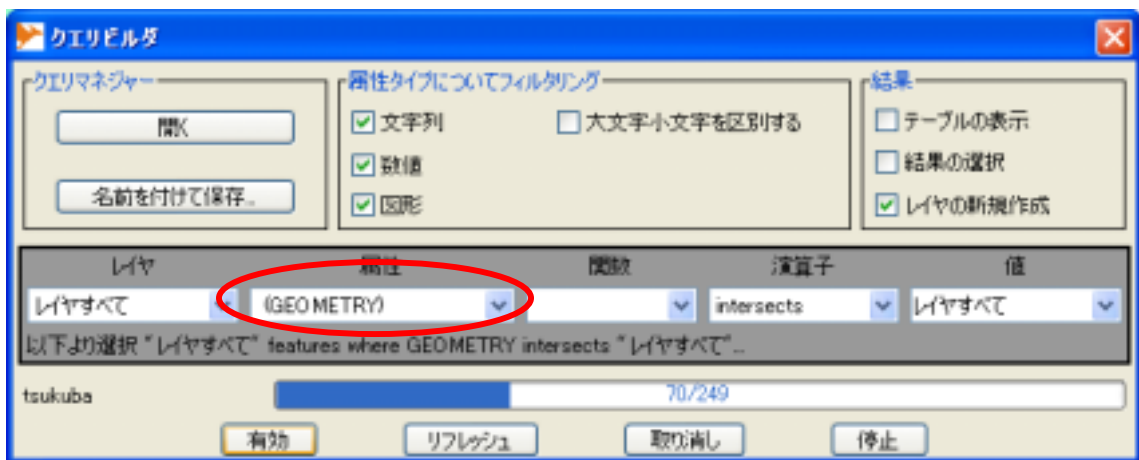 クエリビルダ
クエリマネジャー
開く
名前を付けて保存...
属性タイプについてフィルタリング
文字列
大文字小文字を区別する
数値
図形
結果
テーブルの表示
結果の選択
レイヤの新規作成
レイヤ 属性 関数 演算子 値
レイヤすべて (GEOMETRY) intersects レイヤすべて
以下より選択 "レイヤすべて" features where GEOMETRY intersects "レイヤすべて"...
tsukuba 70/249
有効 リフレッシュ 取り消し 停止